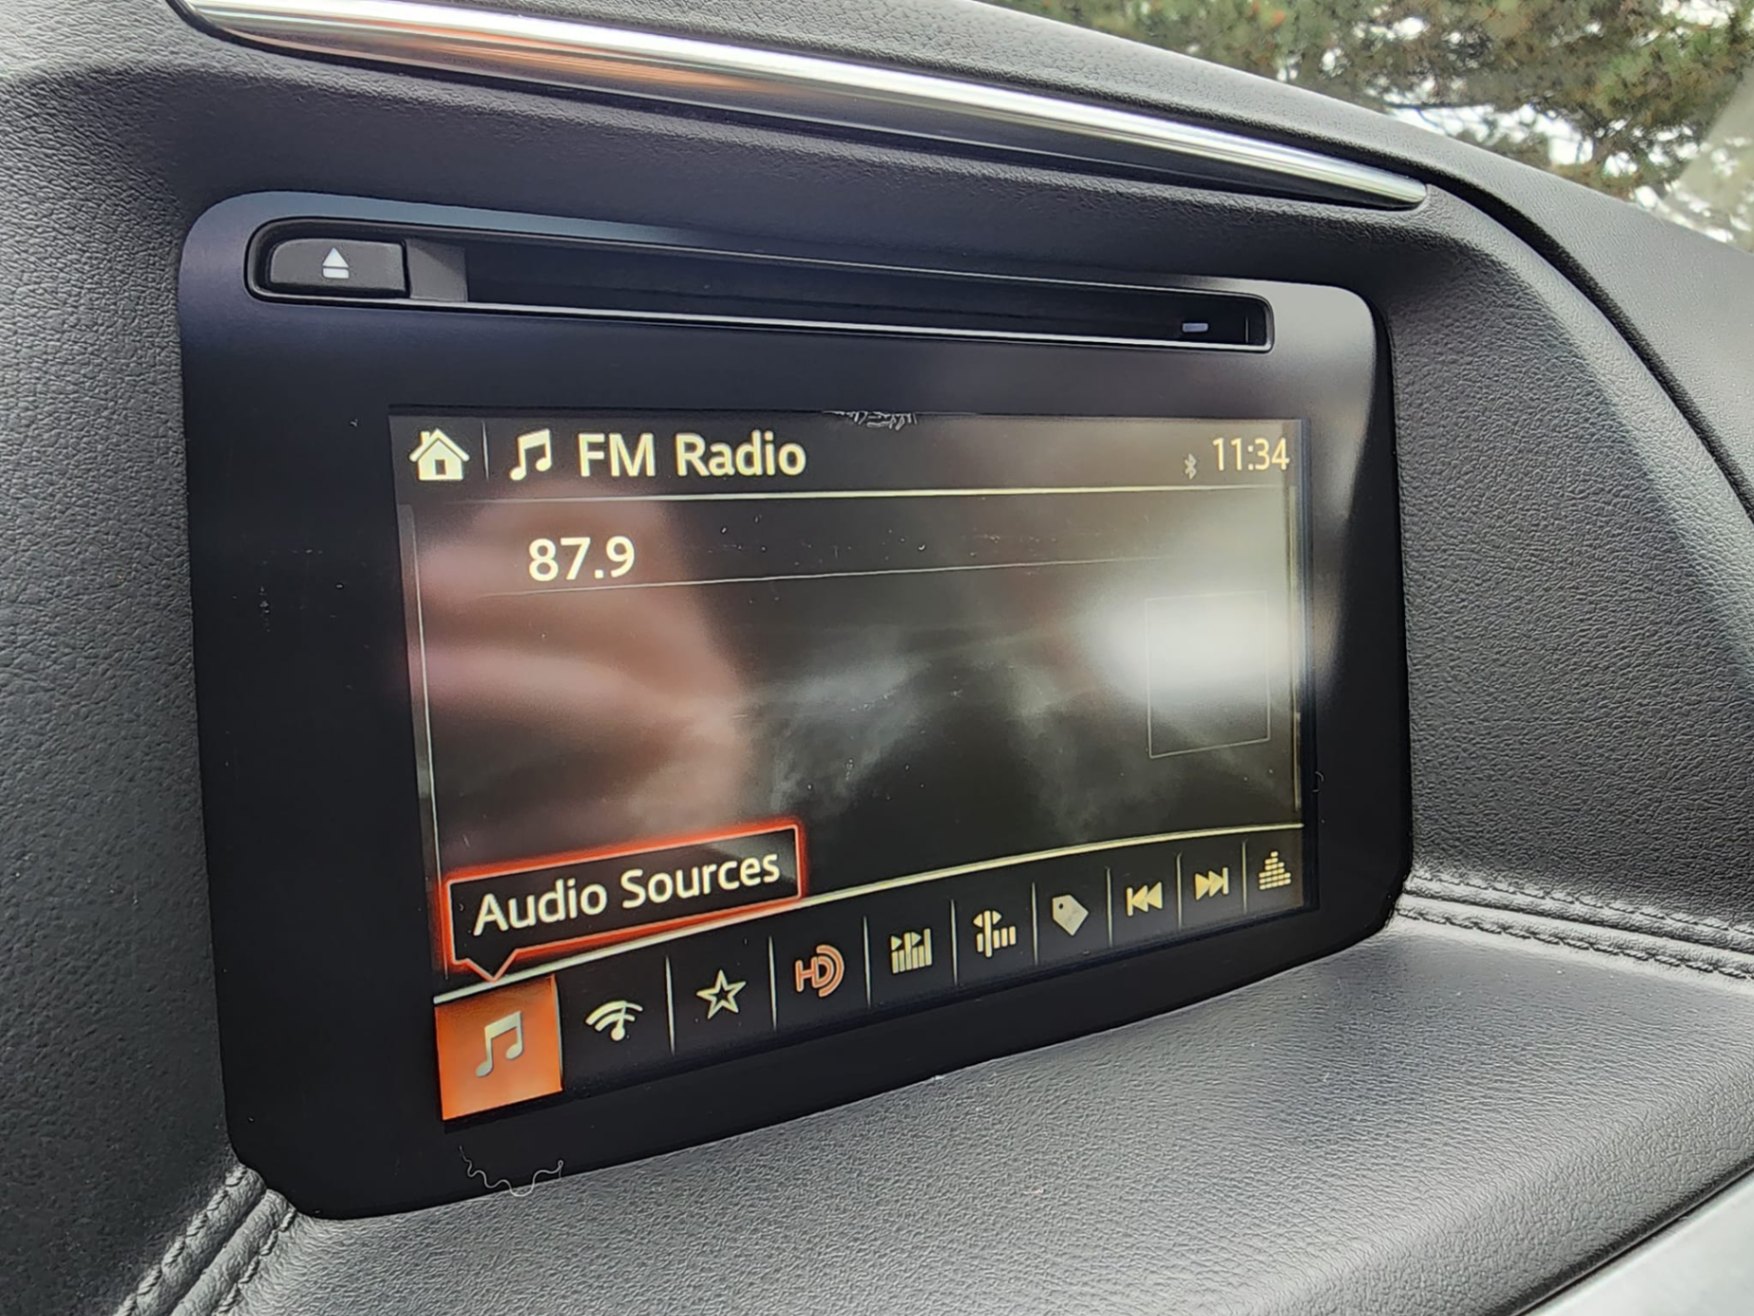 FM Radio
11:34
87.9
Audio Sources
HD